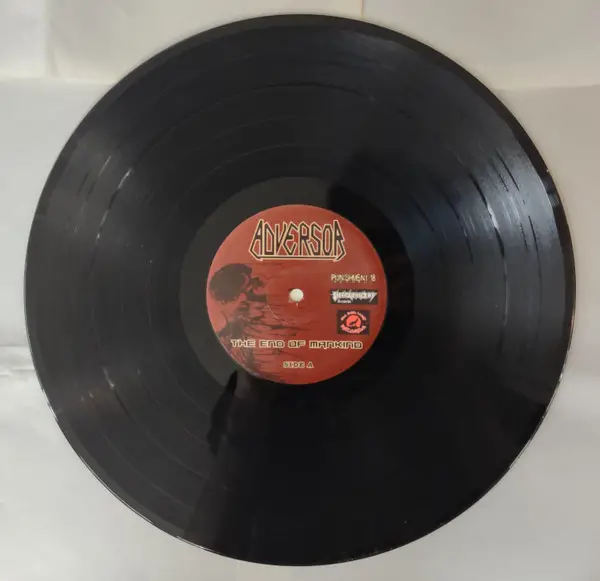 ADVERSOR
PUNISHMENT 18
THE END OF MANKIND
SIDE A